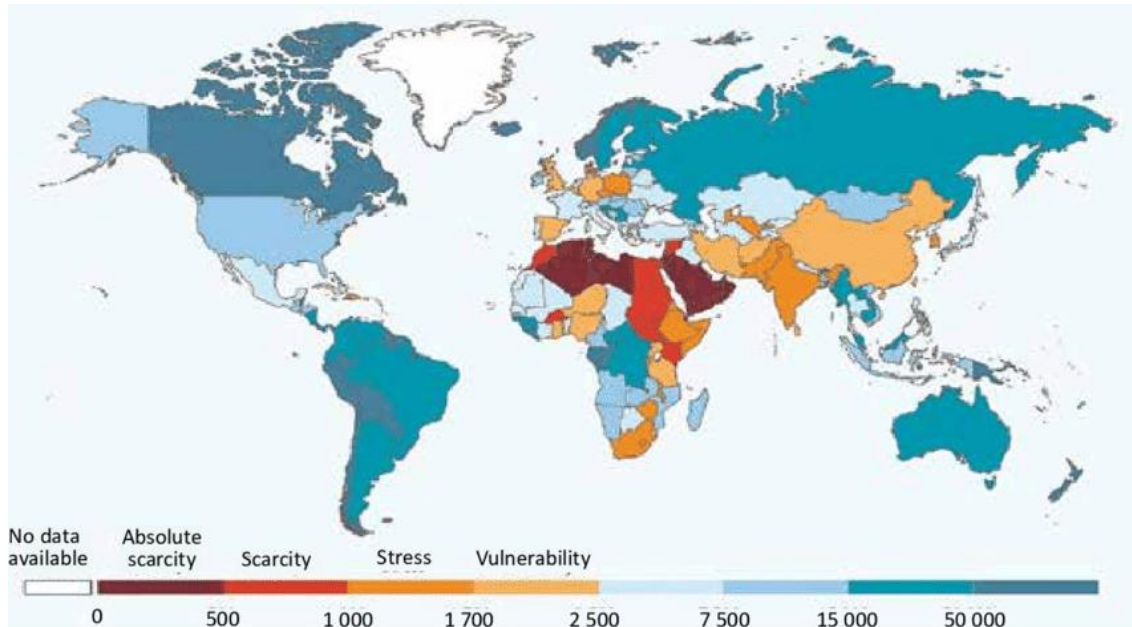 No data
available
Absolute
scarcity
Scarcity
Stress
Vulnerability
0
500
1 000
1 700
2 500
7 500
15 000
50 000